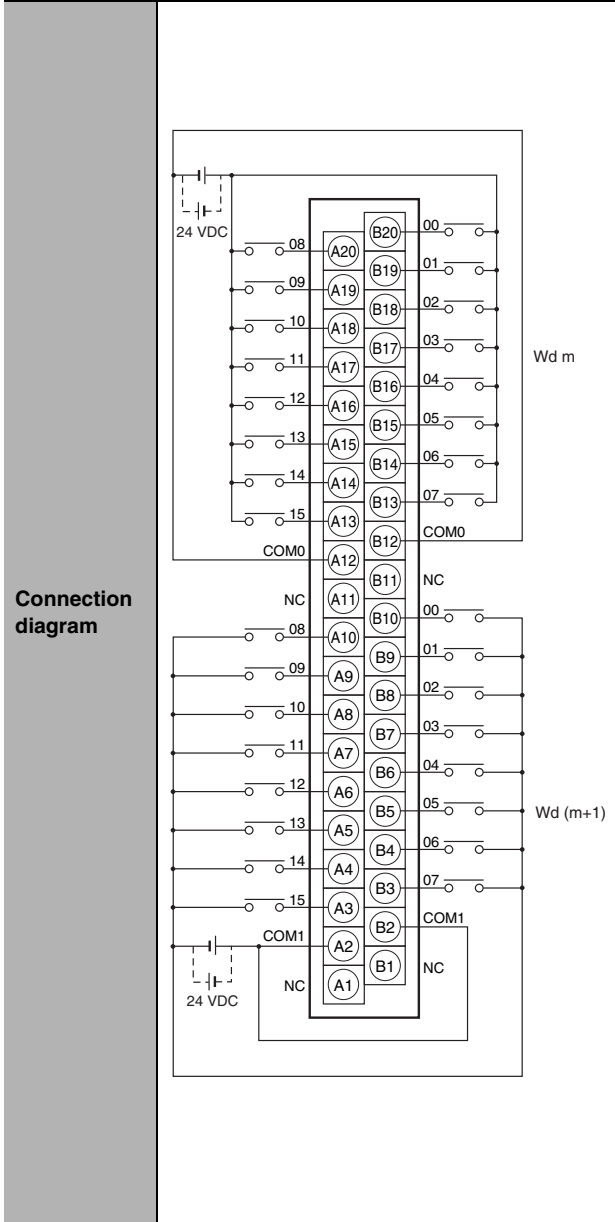 Connection
diagram
24 VDC
08 A20 B20 00
09 A19 B19 01
10 A18 B18 02
11 A17 B17 03
Wd m
12 A16 B16 04
13 A15 B15 05
14 A14 B14 06
15 A13 B13 07
COM0 A12 B12 COM0
NC A11 B11 NC
08 A10 B10 00
09 A9 B9 01
10 A8 B8 02
11 A7 B7 03
12 A6 B6 04
13 A5 B5 05
Wd (m+1)
14 A4 B4 06
15 A3 B3 07
COM1 A2 B2 COM1
NC A1 B1 NC
24 VDC